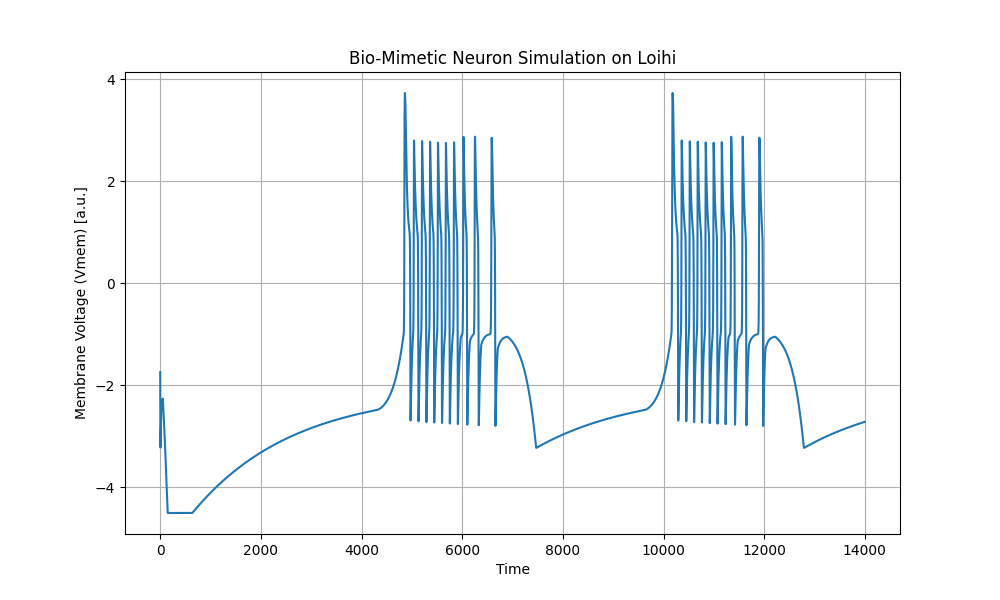 Bio-Mimetic Neuron Simulation on Loihi
Membrane Voltage (Vmem) [a.u.]
4
2
0
−2
−4
0 2000 4000 6000 8000 10000 12000 14000
Time